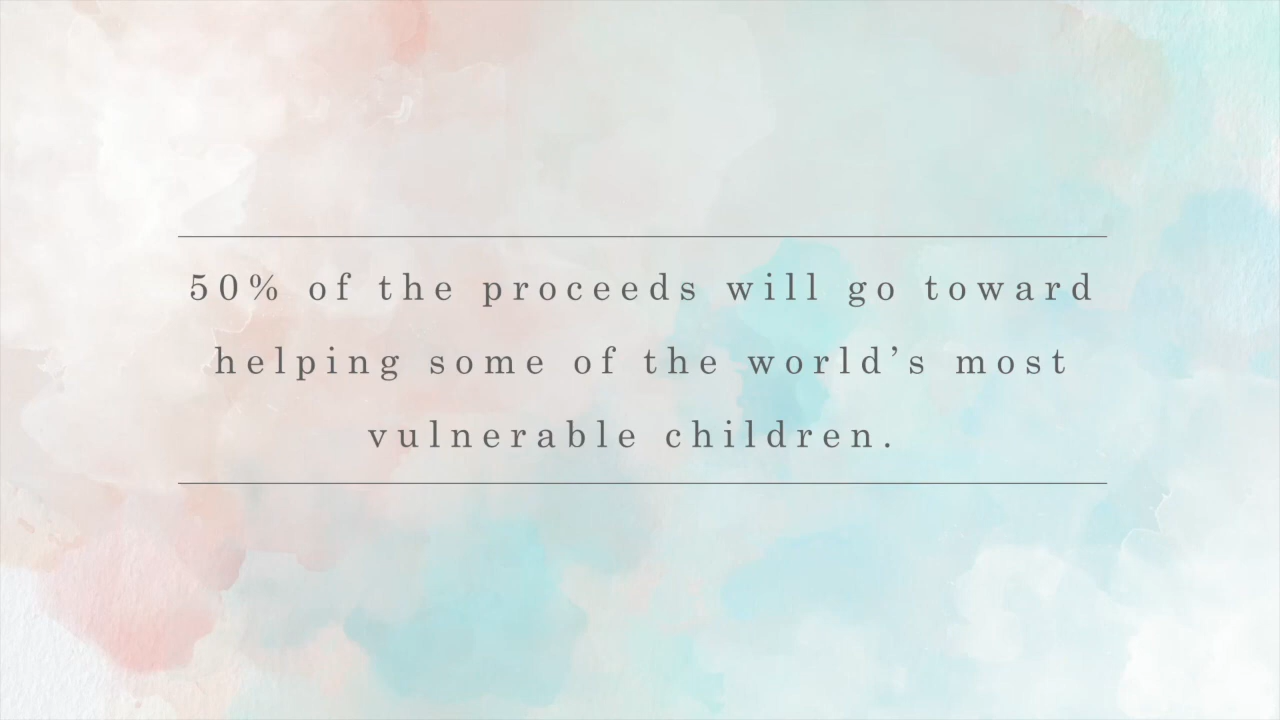 50% of the proceeds will go toward
helping some of the world’s most
vulnerable children.